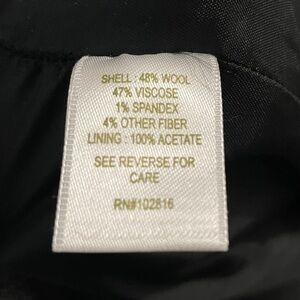 SHELL : 48% WOOL
47% VISCOSE
1% SPANDEX
4% OTHER FIBER
LINING : 100% ACETATE
SEE REVERSE FOR
CARE
RN#102816